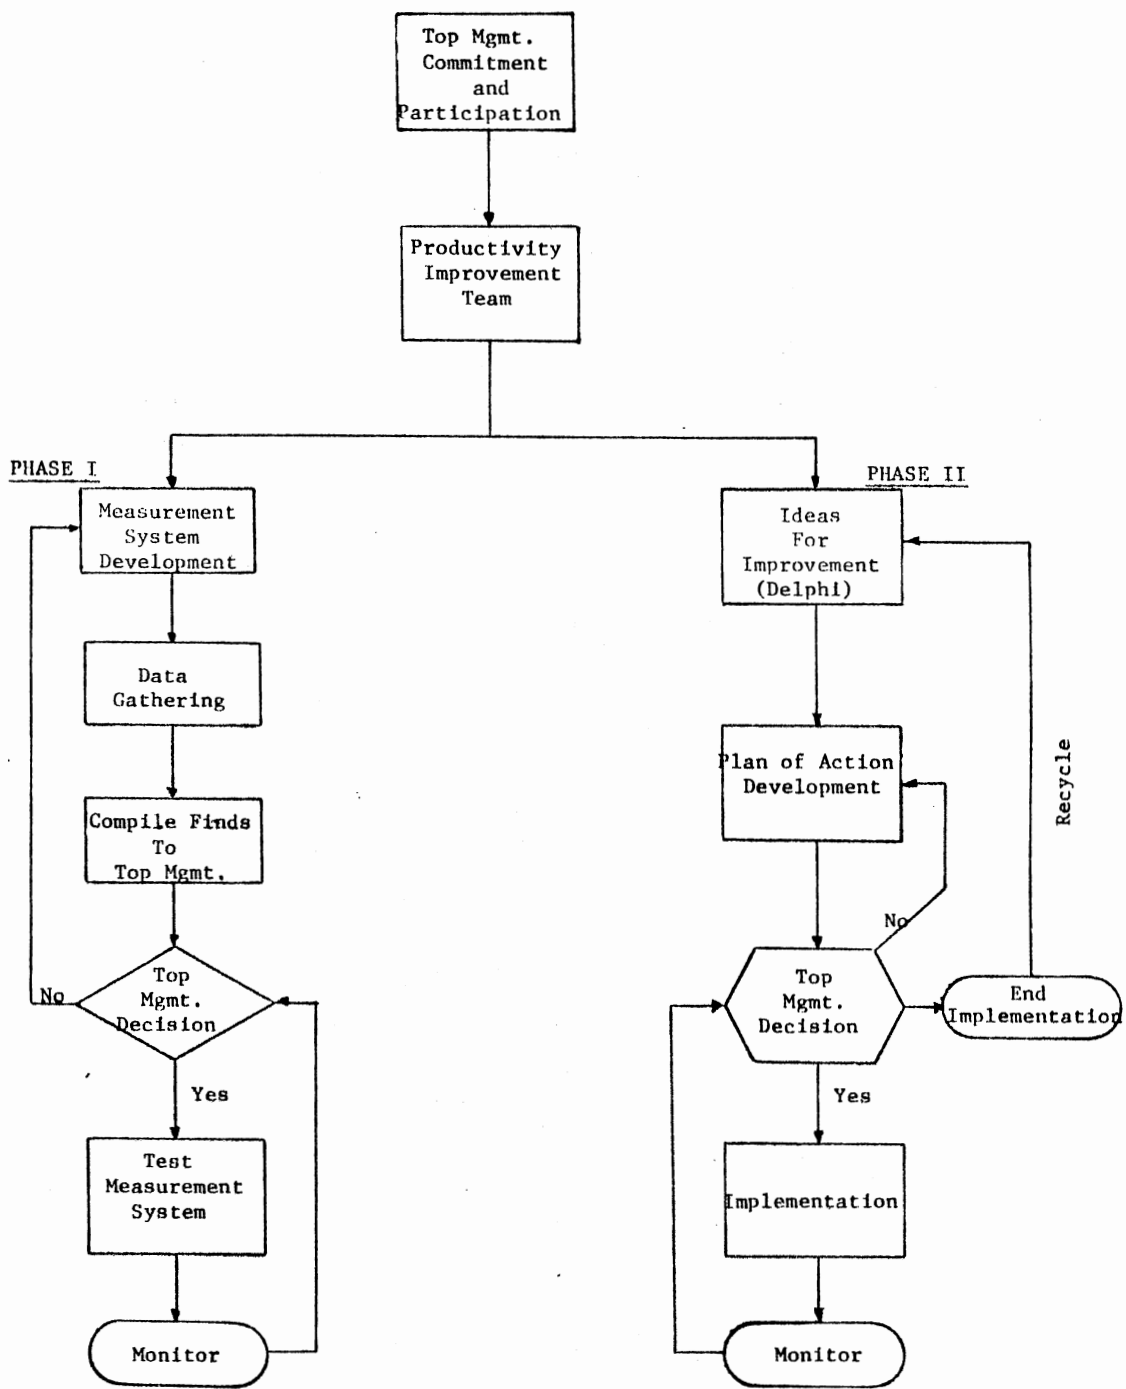 Top Mgmt.
Commitment
and
Participation
Productivity
Improvement
Team
PHASE I
Measurement
System
Development
Data
Gathering
Compile Finds
To
Top Mgmt.
Top
Mgmt.
Decision
No
Yes
Test
Measurement
System
Monitor
PHASE II
Ideas
For
Improvement
(Delphi)
Plan of Action
Development
Recycle
No
Top
Mgmt.
Decision
End
Implementation
Yes
Implementation
Monitor